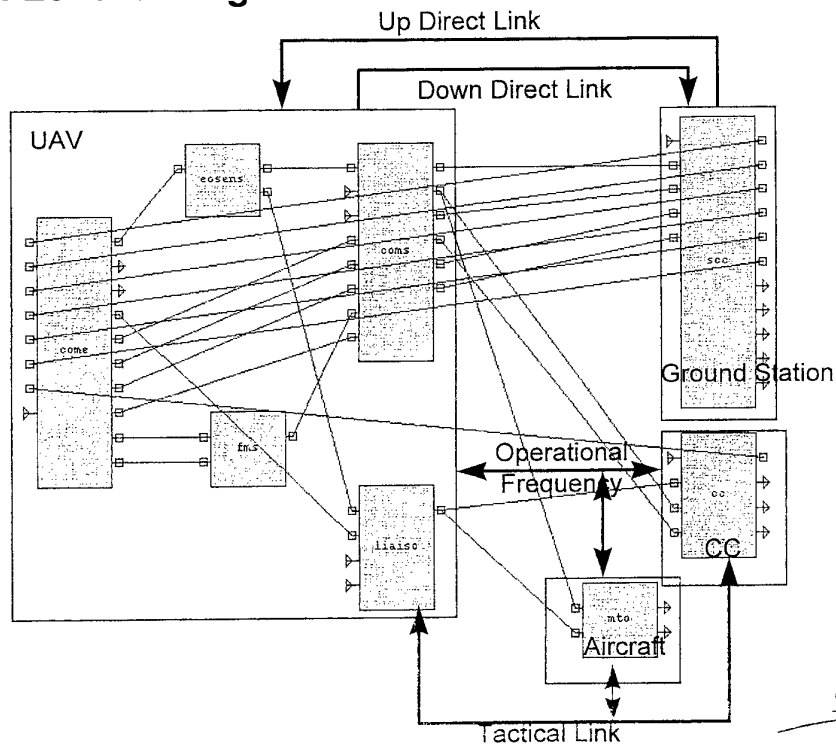 Up Direct Link
Down Direct Link
UAV
eosens
coms
scc
come
Ground Station
fms
Operational
Frequency
cc
CC
liaiso
mto
Aircraft
Tactical Link